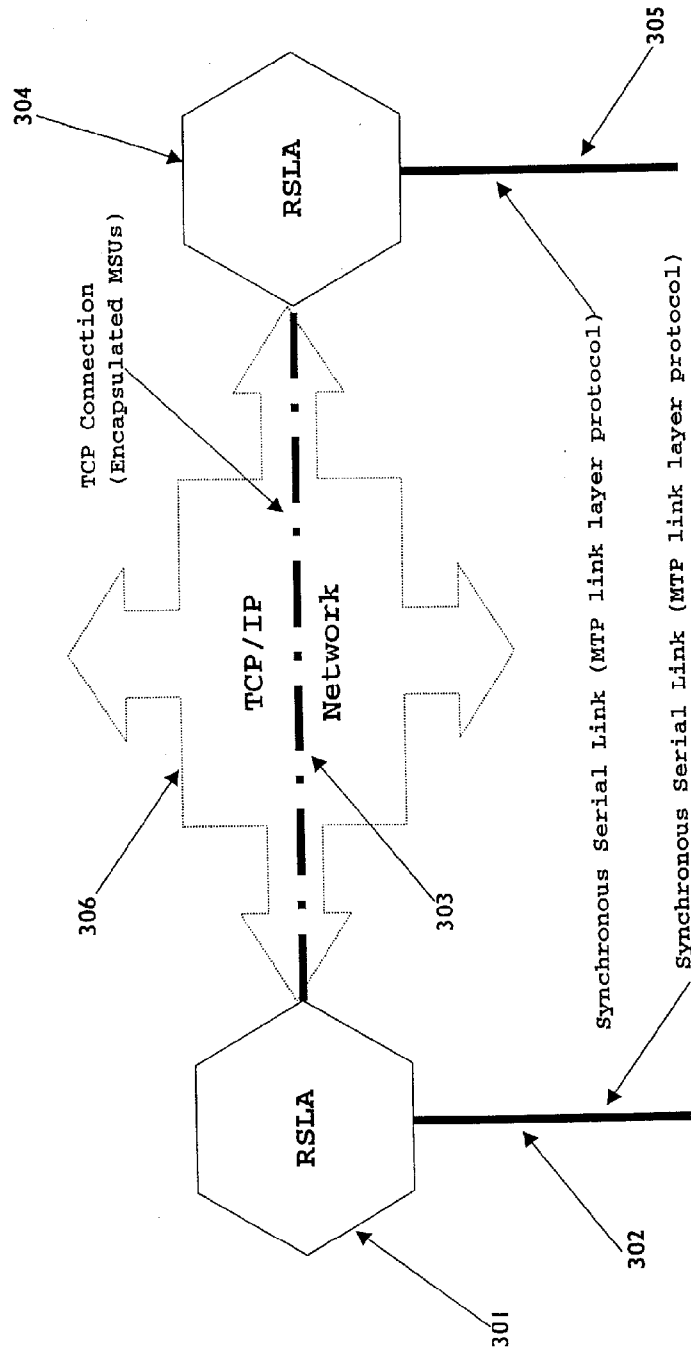 304
TCP Connection
(Encapsulated MSUs)
306
RSLA
RSLA
TCP/IP
Network
303
301
302
305
Synchronous Serial Link (MTP link layer protocol)
Synchronous Serial Link (MTP link layer protocol)